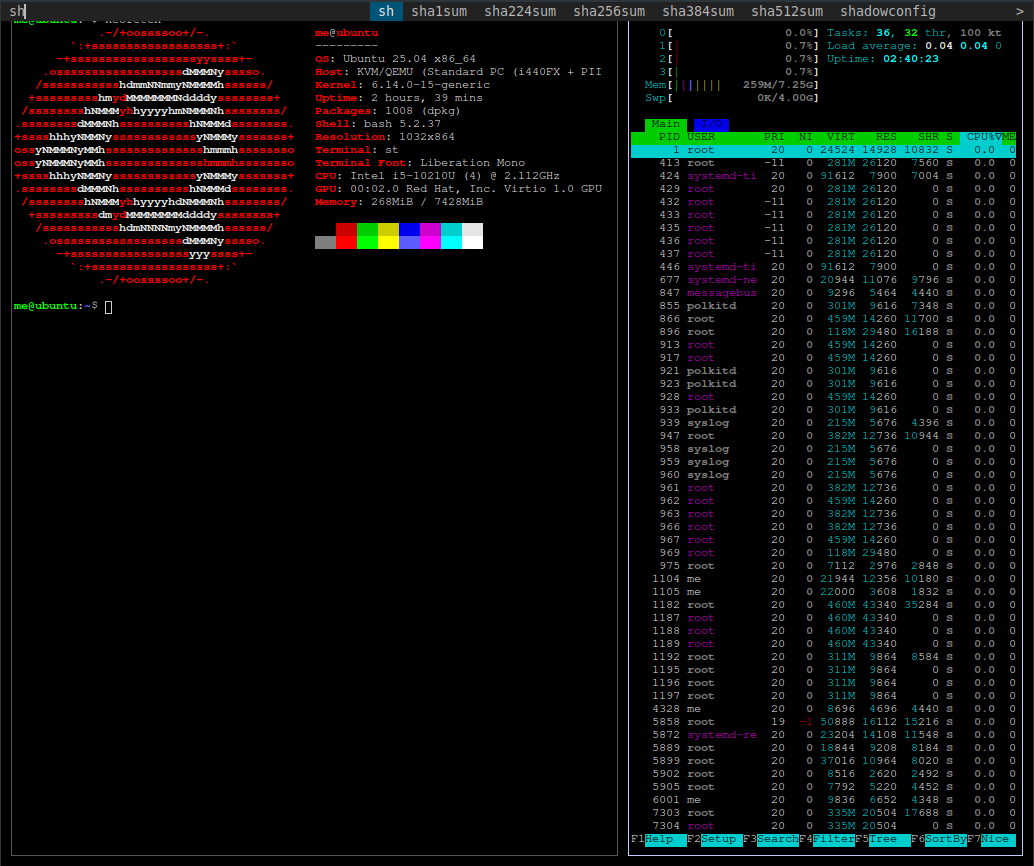 sh
sh sha1sum sha224sum sha256sum sha384sum sha512sum shadowconfig >
me@ubuntu:~$ neofetch
me@ubuntu
---------
OS: Ubuntu 25.04 x86_64
Host: KVM/QEMU (Standard PC (i440FX + PII
Kernel: 6.14.0-15-generic
Uptime: 2 hours, 39 mins
Packages: 1008 (dpkg)
Shell: bash 5.2.37
Resolution: 1032x864
Terminal: st
Terminal Font: Liberation Mono
CPU: Intel i5-10210U (4) @ 2.112GHz
GPU: 00:02.0 Red Hat, Inc. Virtio 1.0 GPU
Memory: 268MiB / 7428MiB
me@ubuntu:~$
0[ 0.0%] Tasks: 36, 32 thr, 100 kt
1[| 0.7%] Load average: 0.04 0.04 0
2[| 0.7%] Uptime: 02:40:23
3[| 0.7%]
Mem[||||||| 259M/7.25G]
Swp[ 0K/4.00G]
Main I/O
PID USER PRI NI VIRT RES SHR S CPU%▽ME
1 root 20 0 24524 14928 10832 S 0.0 0
413 root -11 0 281M 26120 7560 S 0.0 0
424 systemd-ti 20 0 91612 7900 7004 S 0.0 0
429 root 20 0 281M 26120 0 S 0.0 0
432 root -11 0 281M 26120 0 S 0.0 0
433 root -11 0 281M 26120 0 S 0.0 0
435 root -11 0 281M 26120 0 S 0.0 0
436 root -11 0 281M 26120 0 S 0.0 0
437 root -11 0 281M 26120 0 S 0.0 0
446 systemd-ti 20 0 91612 7900 0 S 0.0 0
677 systemd-ne 20 0 20944 11076 9796 S 0.0 0
847 messagebus 20 0 9296 5464 4440 S 0.0 0
855 polkitd 20 0 301M 9616 7348 S 0.0 0
866 root 20 0 459M 14260 11700 S 0.0 0
896 root 20 0 118M 29480 16188 S 0.0 0
913 root 20 0 459M 14260 0 S 0.0 0
917 root 20 0 459M 14260 0 S 0.0 0
921 polkitd 20 0 301M 9616 0 S 0.0 0
923 polkitd 20 0 301M 9616 0 S 0.0 0
928 root 20 0 459M 14260 0 S 0.0 0
933 polkitd 20 0 301M 9616 0 S 0.0 0
939 syslog 20 0 215M 5676 4396 S 0.0 0
947 root 20 0 382M 12736 10944 S 0.0 0
958 syslog 20 0 215M 5676 0 S 0.0 0
959 syslog 20 0 215M 5676 0 S 0.0 0
960 syslog 20 0 215M 5676 0 S 0.0 0
961 root 20 0 382M 12736 0 S 0.0 0
962 root 20 0 459M 14260 0 S 0.0 0
963 root 20 0 382M 12736 0 S 0.0 0
966 root 20 0 382M 12736 0 S 0.0 0
967 root 20 0 459M 14260 0 S 0.0 0
969 root 20 0 118M 29480 0 S 0.0 0
975 root 20 0 7112 2976 2848 S 0.0 0
1104 me 20 0 21944 12356 10180 S 0.0 0
1105 me 20 0 22000 3608 1832 S 0.0 0
1182 root 20 0 460M 43340 35284 S 0.0 0
1187 root 20 0 460M 43340 0 S 0.0 0
1188 root 20 0 460M 43340 0 S 0.0 0
1189 root 20 0 460M 43340 0 S 0.0 0
1192 root 20 0 311M 9864 8584 S 0.0 0
1195 root 20 0 311M 9864 0 S 0.0 0
1196 root 20 0 311M 9864 0 S 0.0 0
1197 root 20 0 311M 9864 0 S 0.0 0
4328 me 20 0 8696 4696 4440 S 0.0 0
5858 root 19 -1 50888 16112 15216 S 0.0 0
5872 systemd-re 20 0 23204 14108 11548 S 0.0 0
5889 root 20 0 18844 9208 8184 S 0.0 0
5899 root 20 0 37016 10964 8020 S 0.0 0
5902 root 20 0 8516 2620 2492 S 0.0 0
5905 root 20 0 7792 5220 4452 S 0.0 0
6001 me 20 0 9836 6652 4348 S 0.0 0
7303 root 20 0 335M 20504 17688 S 0.0 0
7304 root 20 0 335M 20504 0 S 0.0 0
F1Help F2Setup F3SearchF4FilterF5Tree F6SortByF7Nice